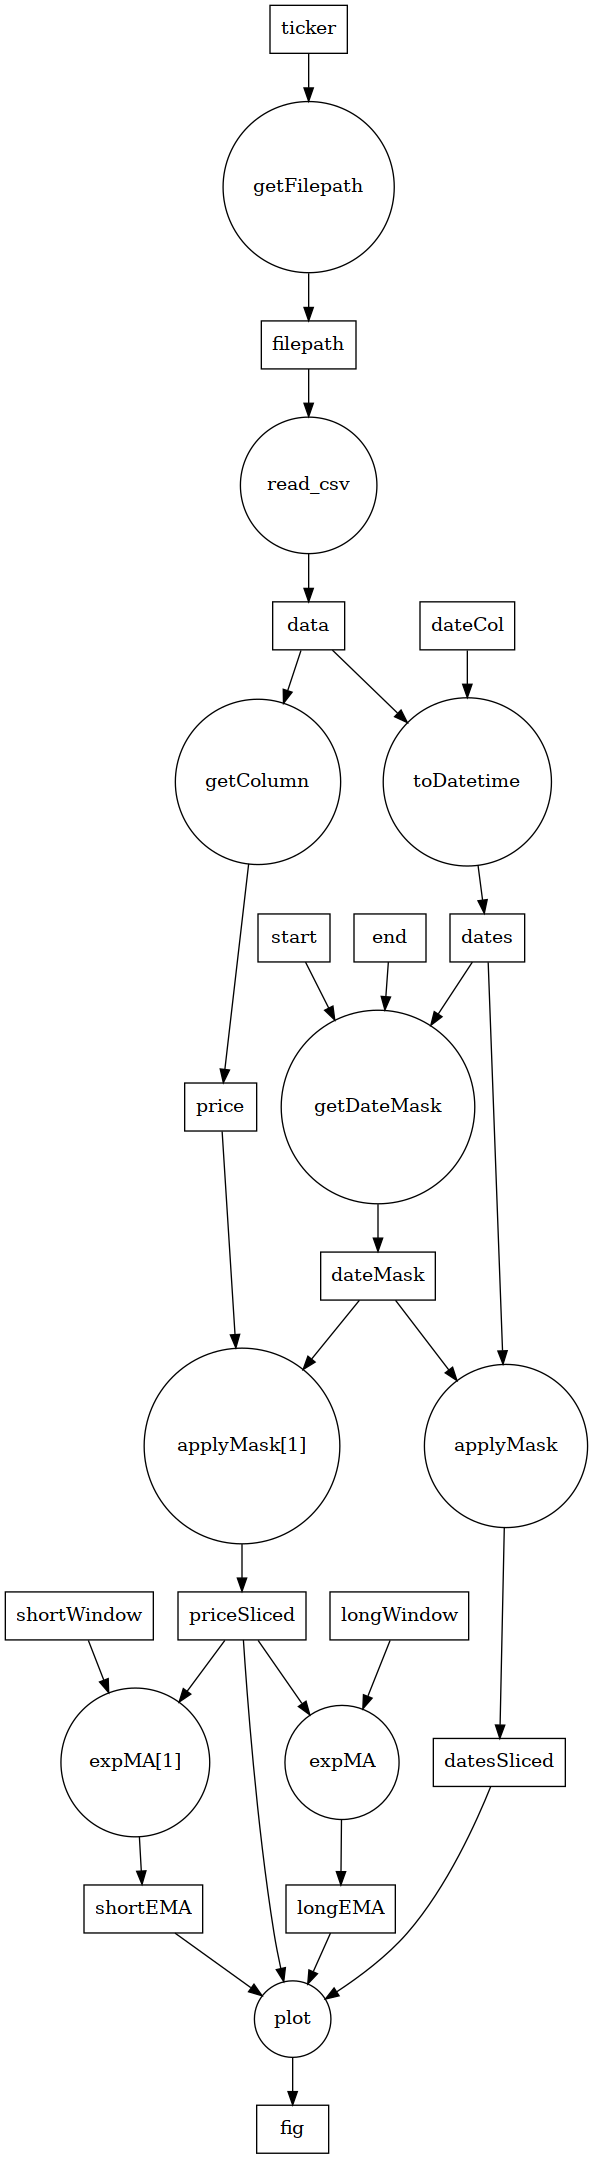 ticker
getFilepath
filepath
read_csv
data
dateCol
getColumn
toDatetime
start
end
dates
price
getDateMask
dateMask
applyMask[1]
applyMask
shortWindow
priceSliced
longWindow
expMA[1]
expMA
datesSliced
shortEMA
longEMA
plot
fig